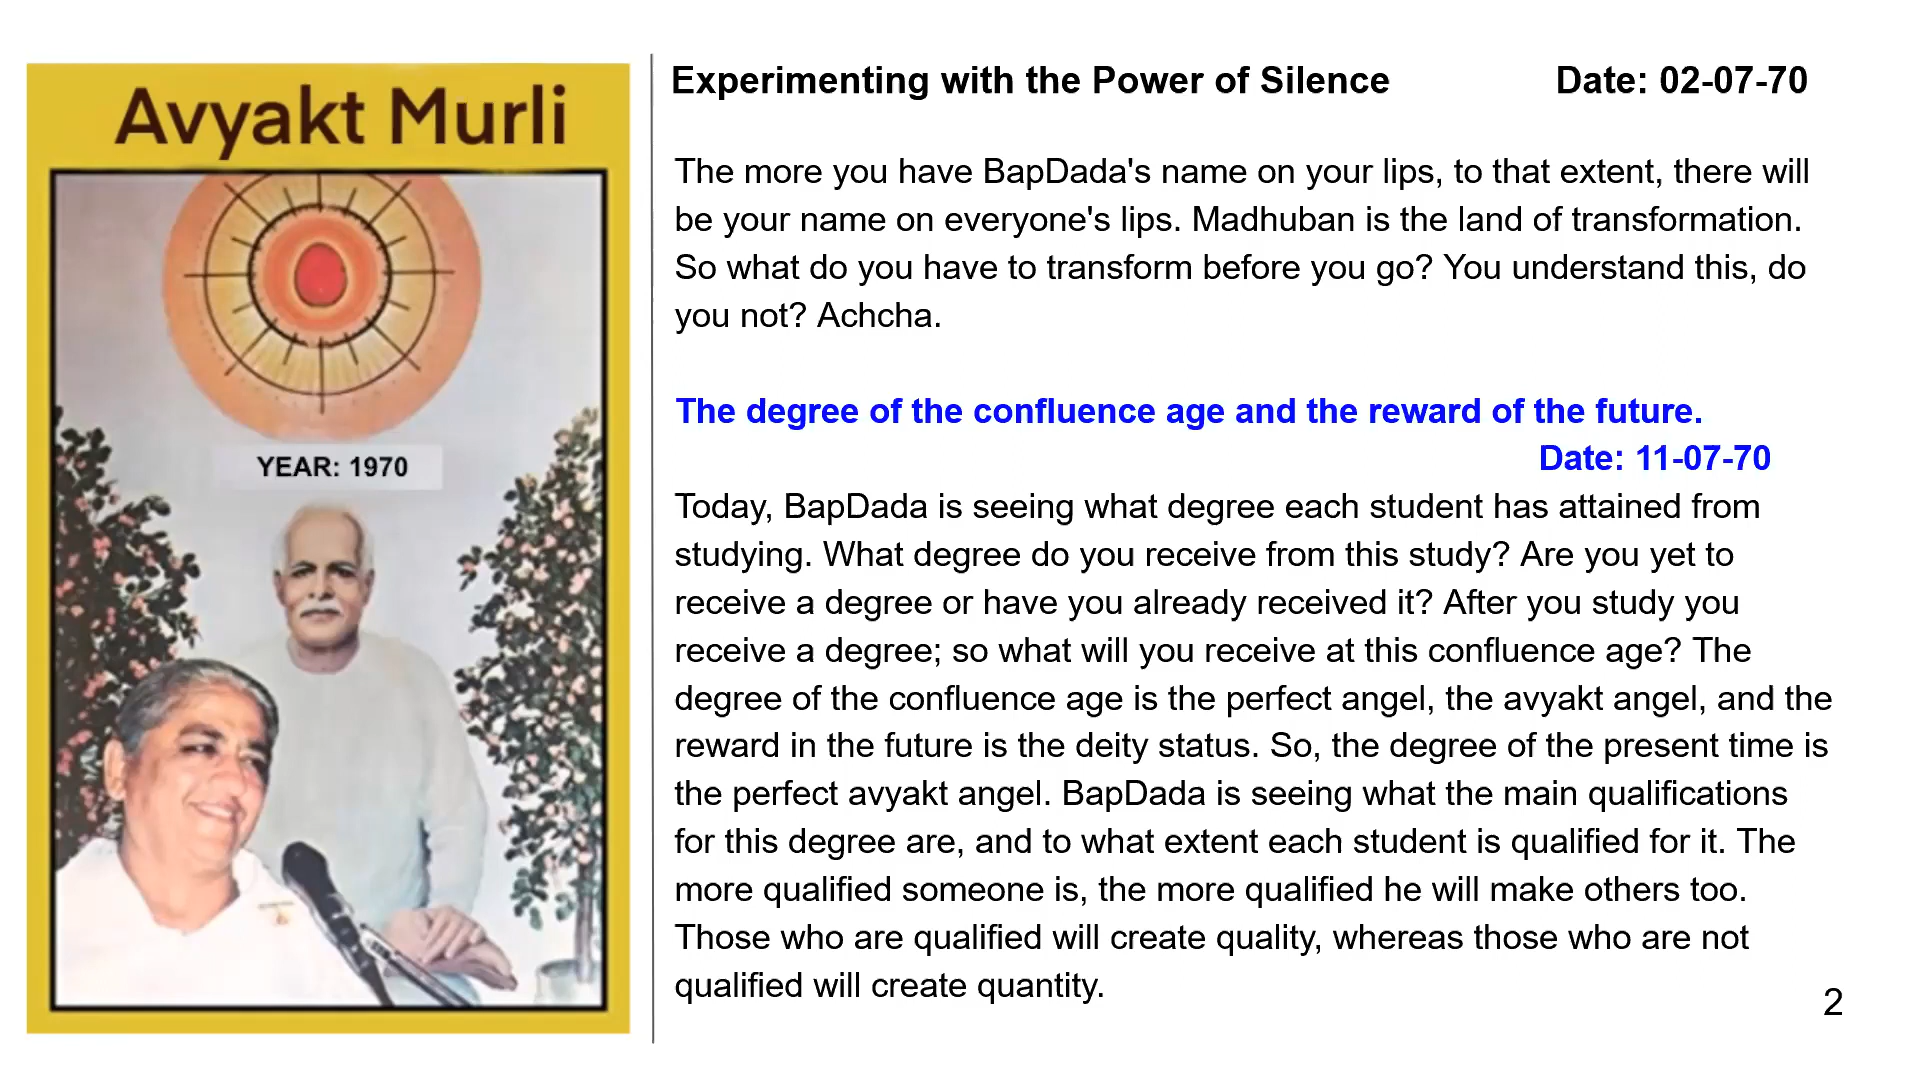 Avyakt Murli
YEAR: 1970
Experimenting with the Power of Silence Date: 02-07-70
The more you have BapDada's name on your lips, to that extent, there will
be your name on everyone's lips. Madhuban is the land of transformation.
So what do you have to transform before you go? You understand this, do
you not? Achcha.
The degree of the confluence age and the reward of the future.
Date: 11-07-70
Today, BapDada is seeing what degree each student has attained from
studying. What degree do you receive from this study? Are you yet to
receive a degree or have you already received it? After you study you
receive a degree; so what will you receive at this confluence age? The
degree of the confluence age is the perfect angel, the avyakt angel, and the
reward in the future is the deity status. So, the degree of the present time is
the perfect avyakt angel. BapDada is seeing what the main qualifications
for this degree are, and to what extent each student is qualified for it. The
more qualified someone is, the more qualified he will make others too.
Those who are qualified will create quality, whereas those who are not
qualified will create quantity.
2